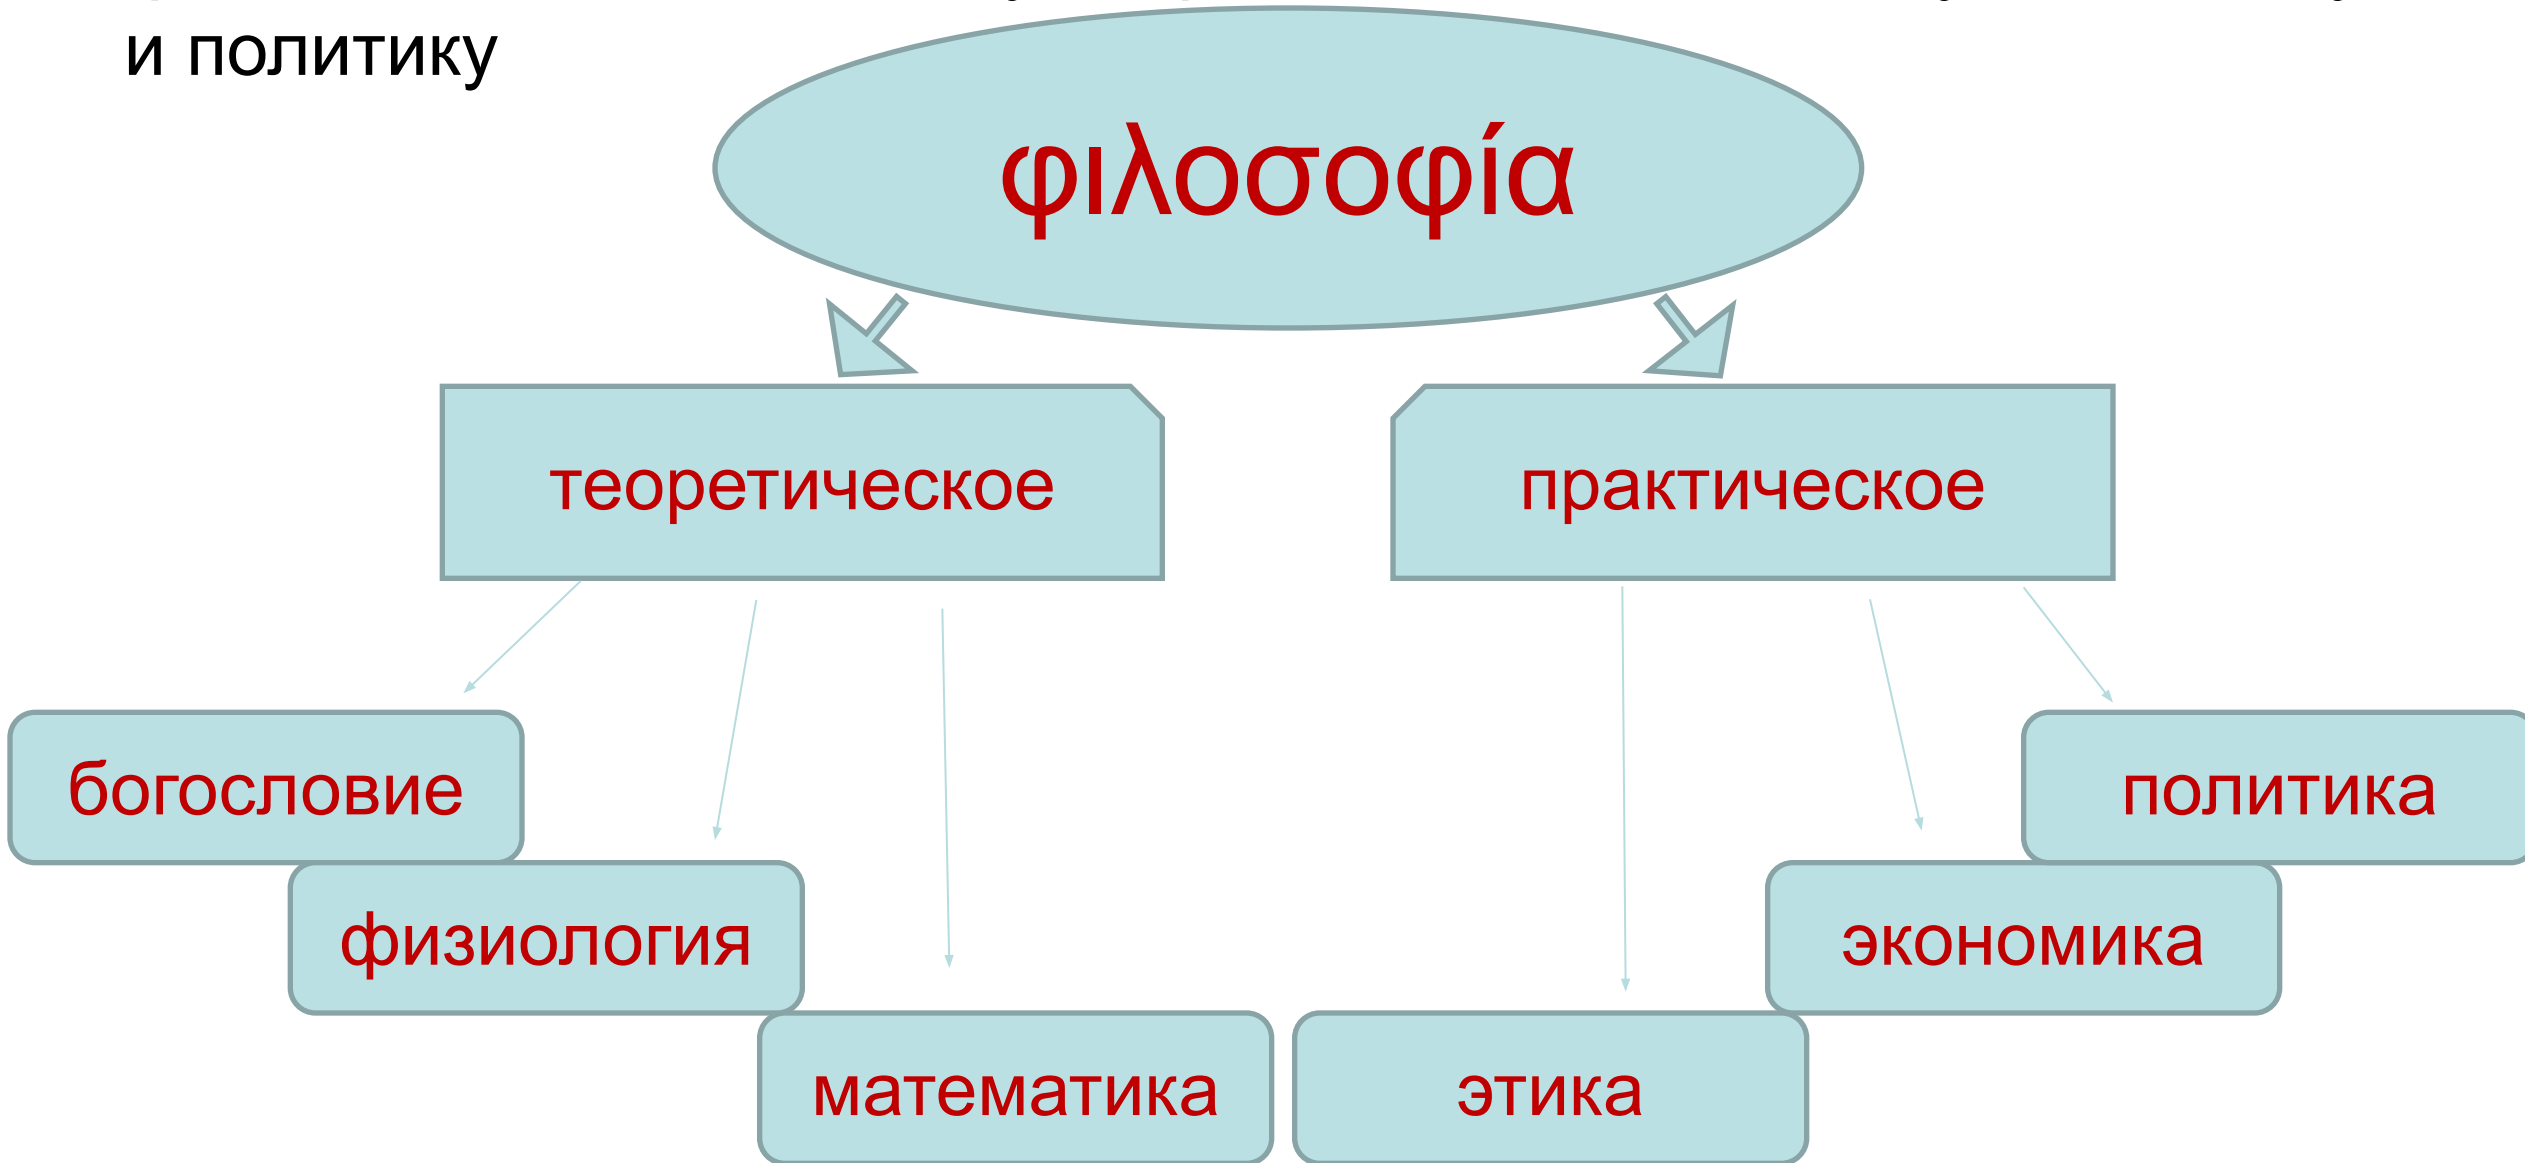 и политику
φιλοσοφία
теоретическое
практическое
богословие
политика
физиология
экономика
математика
этика